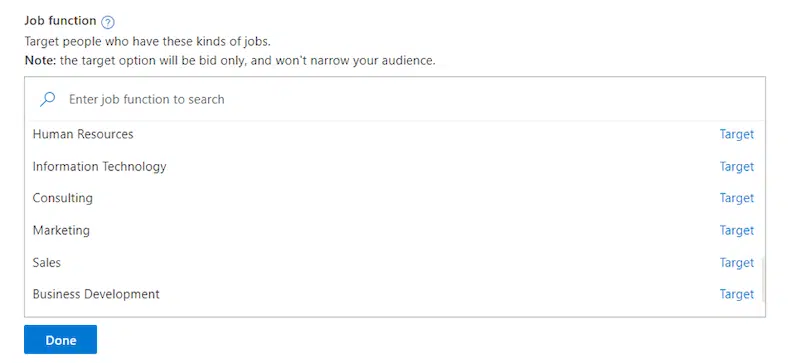 Job function ?
Target people who have these kinds of jobs.
Note: the target option will be bid only, and won't narrow your audience.
Enter job function to search
Human Resources Target
Information Technology Target
Consulting Target
Marketing Target
Sales Target
Business Development Target
Done